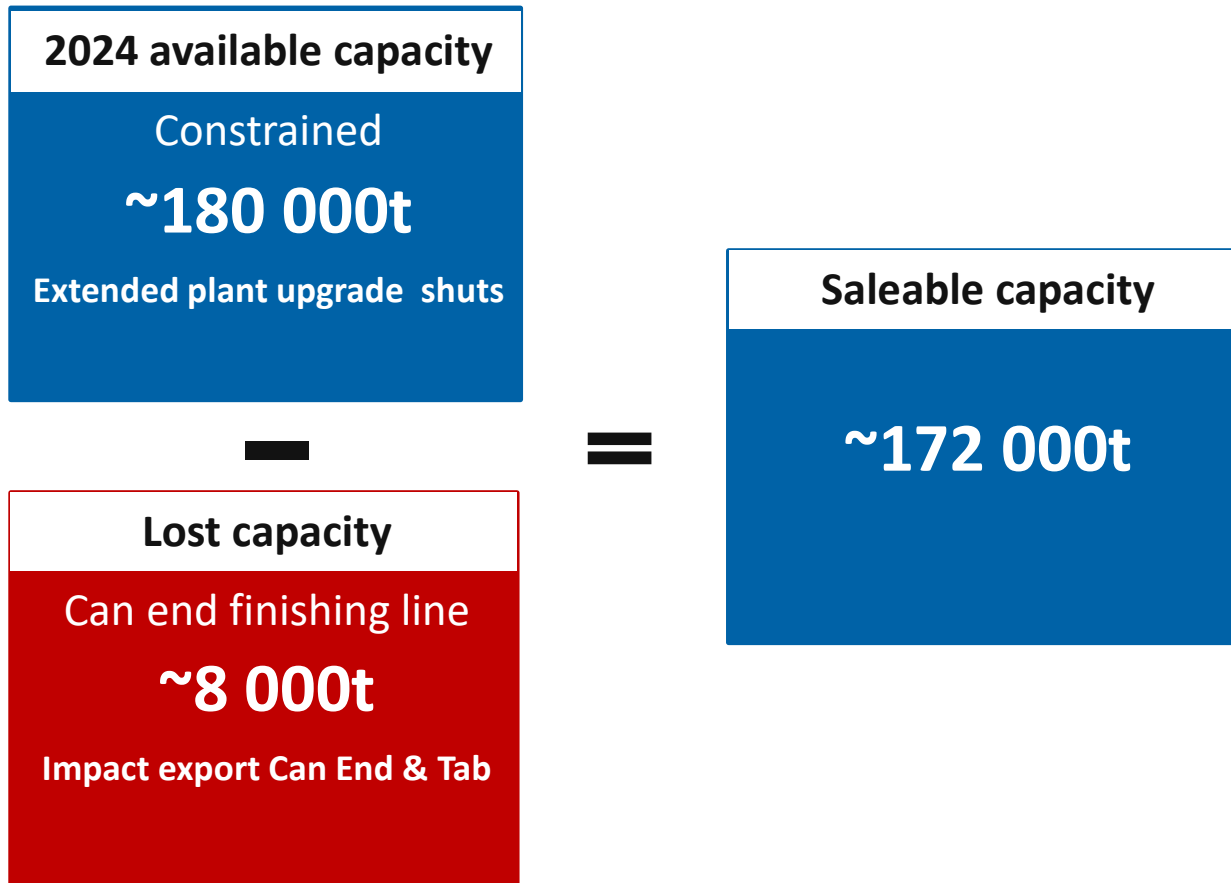 2024 available capacity
Constrained
~180 000t
Extended plant upgrade  shuts
-
Lost capacity
Can end finishing line
~8 000t
Impact export Can End & Tab
=
Saleable capacity
~172 000t